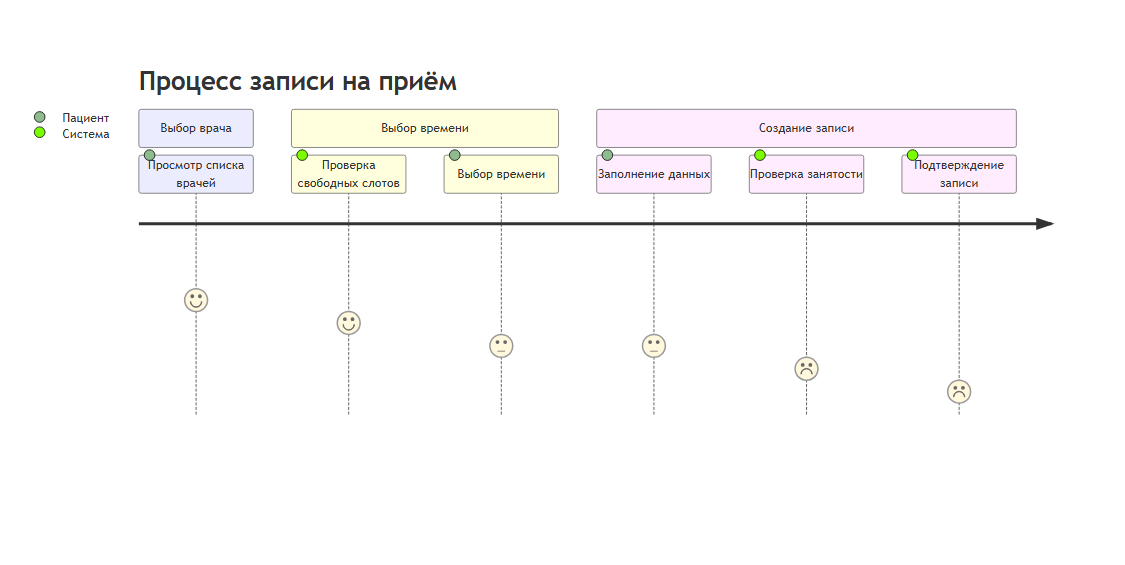 Процесс записи на приём
Пациент
Система
Выбор врача
Выбор времени
Создание записи
Просмотр списка
врачей
Проверка
свободных слотов
Выбор времени
Заполнение данных
Проверка занятости
Подтверждение
записи